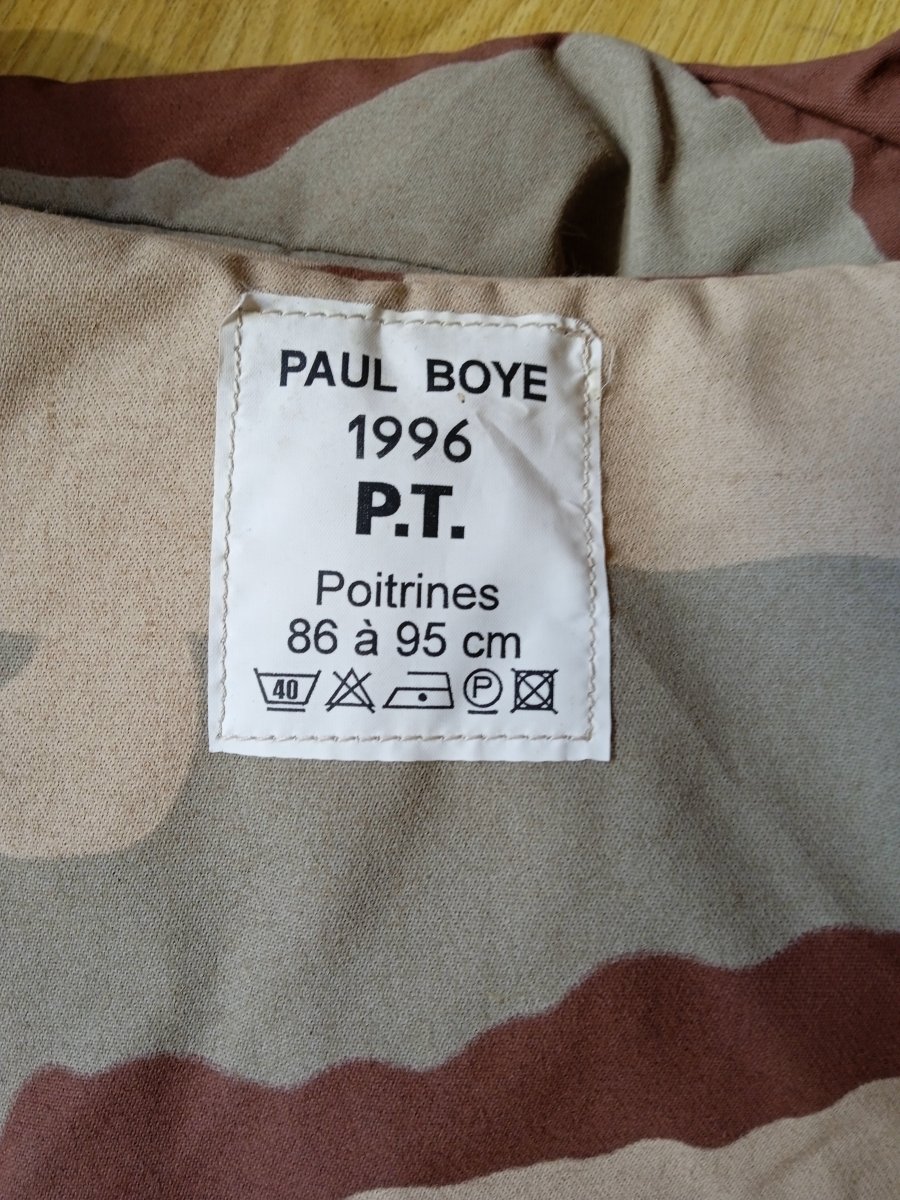 PAUL BOYE
1996
P.T.
Poitrines
86 à 95 cm
40 P